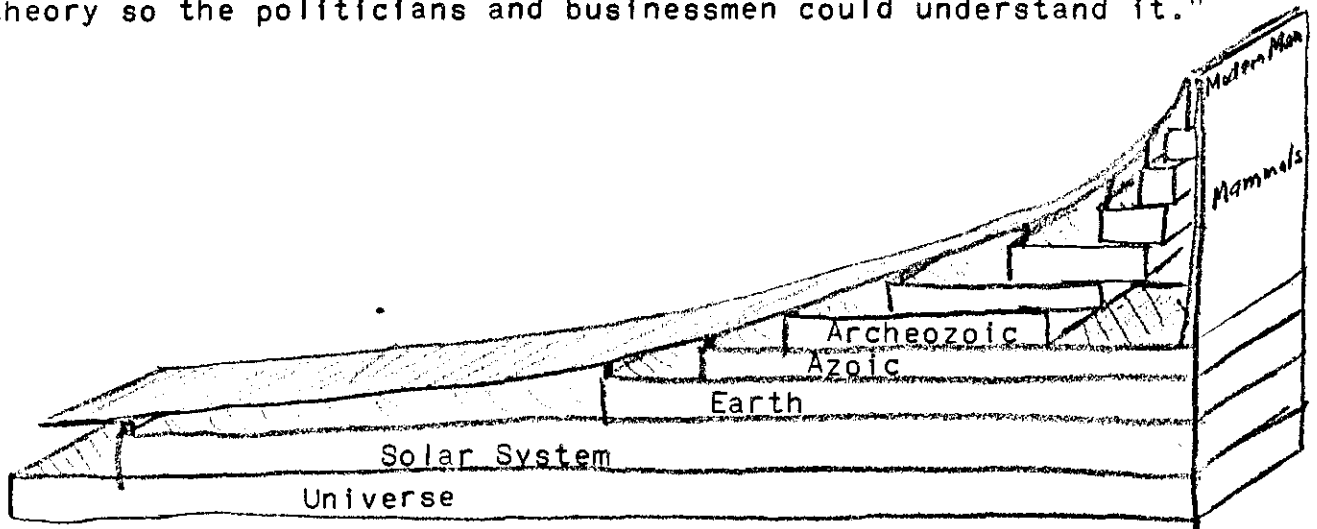 theory so the politicians and businessmen could understand it."
Modern Man
Mammals
Archeozoic
Azoic
Earth
Solar System
Universe